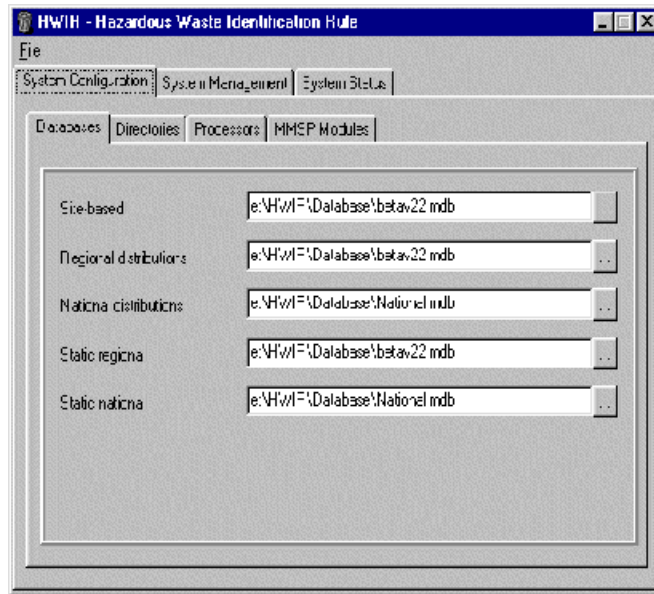 HWIR - Hazardous Waste Identification Rule
File
System Configuration System Management System Status
Databases Directories Processors MMSP Modules
Site-based e:\HWIR\Database\betav22.mdb
Regional distributions e:\HWIR\Database\betav22.mdb ..
National distributions e:\HWIR\Database\National.mdb ..
Static regional e:\HWIR\Database\betav22.mdb ..
Static national e:\HWIR\Database\National.mdb ..